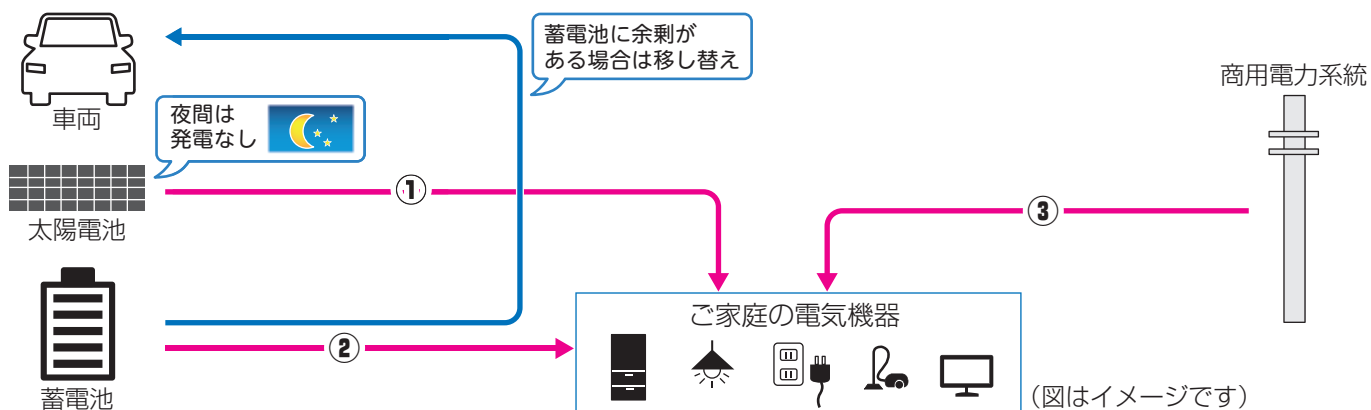 蓄電池に余剰が
ある場合は移し替え
商用電力系統
車両
夜間は
発電なし
①
太陽電池
③
ご家庭の電気機器
②
蓄電池
（図はイメージです）